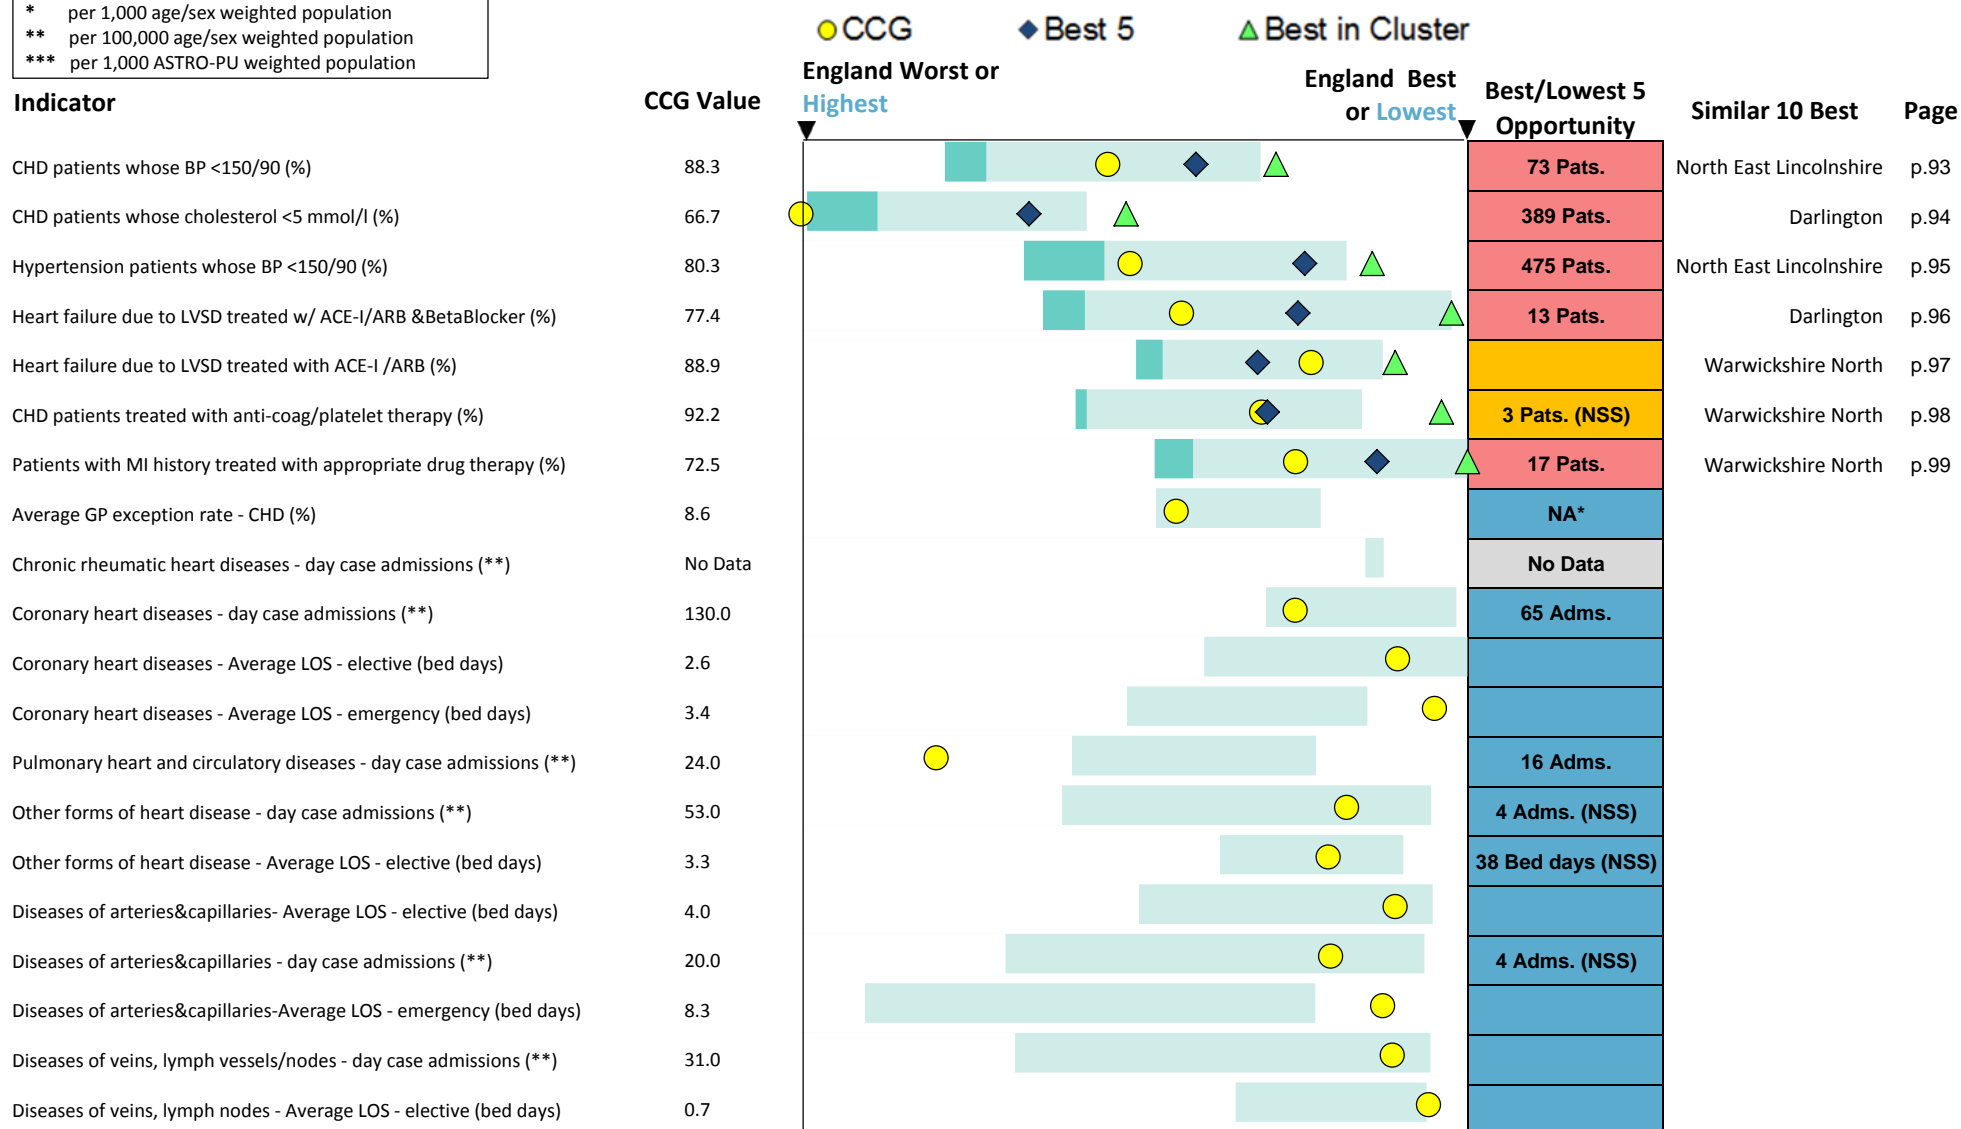 * per 1,000 age/sex weighted population
** per 100,000 age/sex weighted population
*** per 1,000 ASTRO-PU weighted population
CCG Best 5 Best in Cluster
Indicator CCG Value England Worst or Highest England Best or Lowest Best/Lowest 5 Opportunity Similar 10 Best Page
CHD patients whose BP <150/90 (%) 88.3 73 Pats. North East Lincolnshire p.93
CHD patients whose cholesterol <5 mmol/l (%) 66.7 389 Pats. Darlington p.94
Hypertension patients whose BP <150/90 (%) 80.3 475 Pats. North East Lincolnshire p.95
Heart failure due to LVSD treated w/ ACE-I/ARB &BetaBlocker (%) 77.4 13 Pats. Darlington p.96
Heart failure due to LVSD treated with ACE-I /ARB (%) 88.9 Warwickshire North p.97
CHD patients treated with anti-coag/platelet therapy (%) 92.2 3 Pats. (NSS) Warwickshire North p.98
Patients with MI history treated with appropriate drug therapy (%) 72.5 17 Pats. Warwickshire North p.99
Average GP exception rate - CHD (%) 8.6 NA*
Chronic rheumatic heart diseases - day case admissions (**) No Data No Data
Coronary heart diseases - day case admissions (**) 130.0 65 Adms.
Coronary heart diseases - Average LOS - elective (bed days) 2.6
Coronary heart diseases - Average LOS - emergency (bed days) 3.4
Pulmonary heart and circulatory diseases - day case admissions (**) 24.0 16 Adms.
Other forms of heart disease - day case admissions (**) 53.0 4 Adms. (NSS)
Other forms of heart disease - Average LOS - elective (bed days) 3.3 38 Bed days (NSS)
Diseases of arteries&capillaries- Average LOS - elective (bed days) 4.0
Diseases of arteries&capillaries - day case admissions (**) 20.0 4 Adms. (NSS)
Diseases of arteries&capillaries-Average LOS - emergency (bed days) 8.3
Diseases of veins, lymph vessels/nodes - day case admissions (**) 31.0
Diseases of veins, lymph nodes - Average LOS - elective (bed days) 0.7